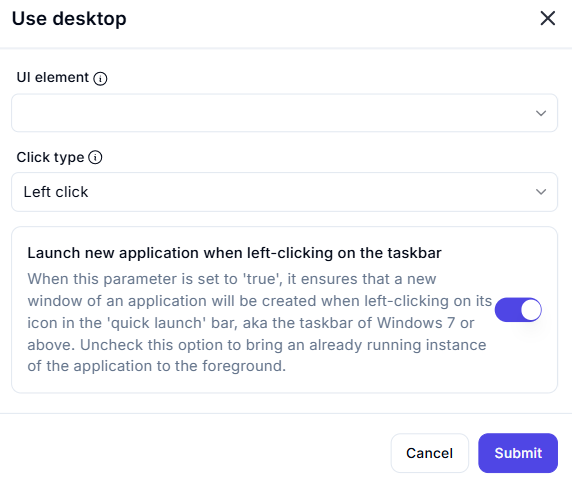 Use desktop
UI element
Click type
Left click
Launch new application when left-clicking on the taskbar
When this parameter is set to 'true', it ensures that a new
window of an application will be created when left-clicking on its
icon in the 'quick launch' bar, aka the taskbar of Windows 7 or
above. Uncheck this option to bring an already running instance
of the application to the foreground.
Cancel
Submit